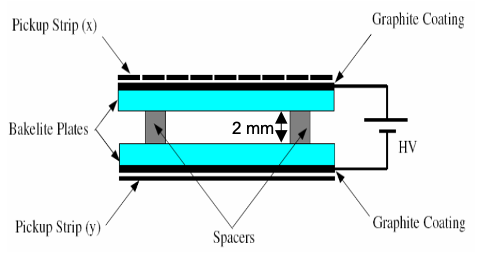 Pickup Strip (x)
Graphite Coating
Bakelite Plates
2 mm
HV
Pickup Strip (y)
Spacers
Graphite Coating